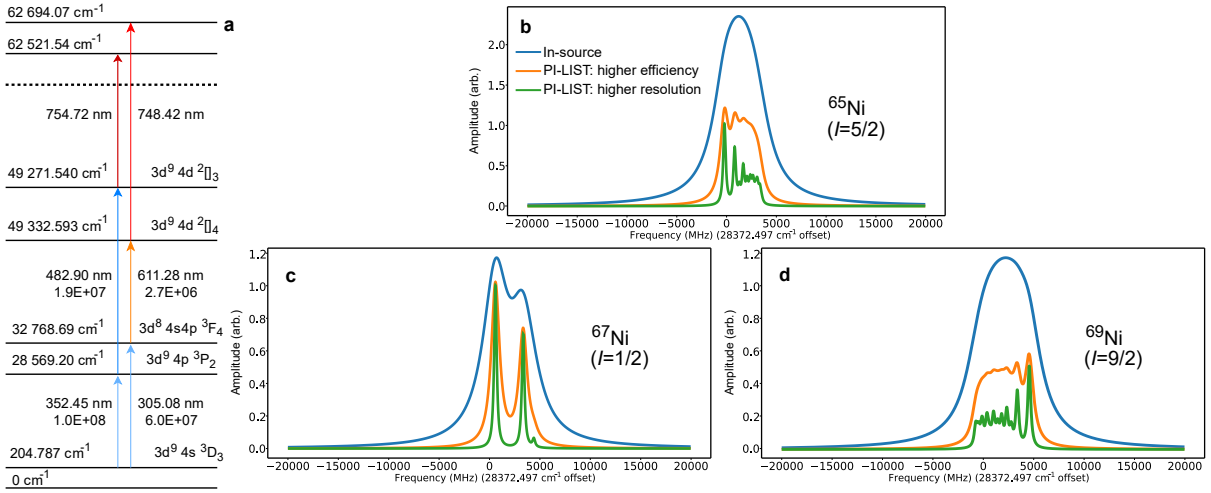 a
62 694.07 cm⁻¹
62 521.54 cm⁻¹
754.72 nm 748.42 nm
49 271.540 cm⁻¹ 3d⁹ 4d ²[]₃
49 332.593 cm⁻¹ 3d⁹ 4d ²[]₄
482.90 nm 611.28 nm
1.9E+07 2.7E+06
32 768.69 cm⁻¹ 3d⁸ 4s4p ³F₄
28 569.20 cm⁻¹ 3d⁹ 4p ³P₂
352.45 nm 305.08 nm
1.0E+08 6.0E+07
204.787 cm⁻¹ 3d⁹ 4s ³D₃
0 cm⁻¹
b
In-source
PI-LIST: higher efficiency
PI-LIST: higher resolution
⁶⁵Ni
(I=5/2)
Amplitude (arb.)
2.0
1.5
1.0
0.5
0.0
−20000 −15000 −10000 −5000 0 5000 10000 15000 20000
Frequency (MHz) (28372.497 cm⁻¹ offset)
c
⁶⁷Ni
(I=1/2)
Amplitude (arb.)
1.2
1.0
0.8
0.6
0.4
0.2
0.0
−20000 −15000 −10000 −5000 0 5000 10000 15000 20000
Frequency (MHz) (28372.497 cm⁻¹ offset)
d
⁶⁹Ni
(I=9/2)
Amplitude (arb.)
1.2
1.0
0.8
0.6
0.4
0.2
0.0
−20000 −15000 −10000 −5000 0 5000 10000 15000 20000
Frequency (MHz) (28372.497 cm⁻¹ offset)